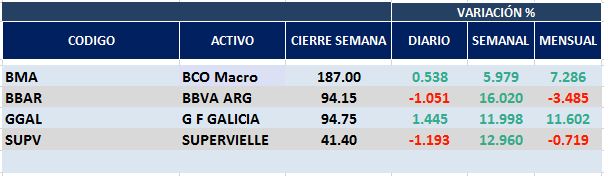 VARIACIÓN %
CODIGO ACTIVO CIERRE SEMANA DIARIO SEMANAL MENSUAL
BMA BCO Macro 187.00 0.538 5.979 7.286
BBAR BBVA ARG 94.15 -1.051 16.020 -3.485
GGAL G F GALICIA 94.75 1.445 11.998 11.602
SUPV SUPERVIELLE 41.40 -1.193 12.960 -0.719